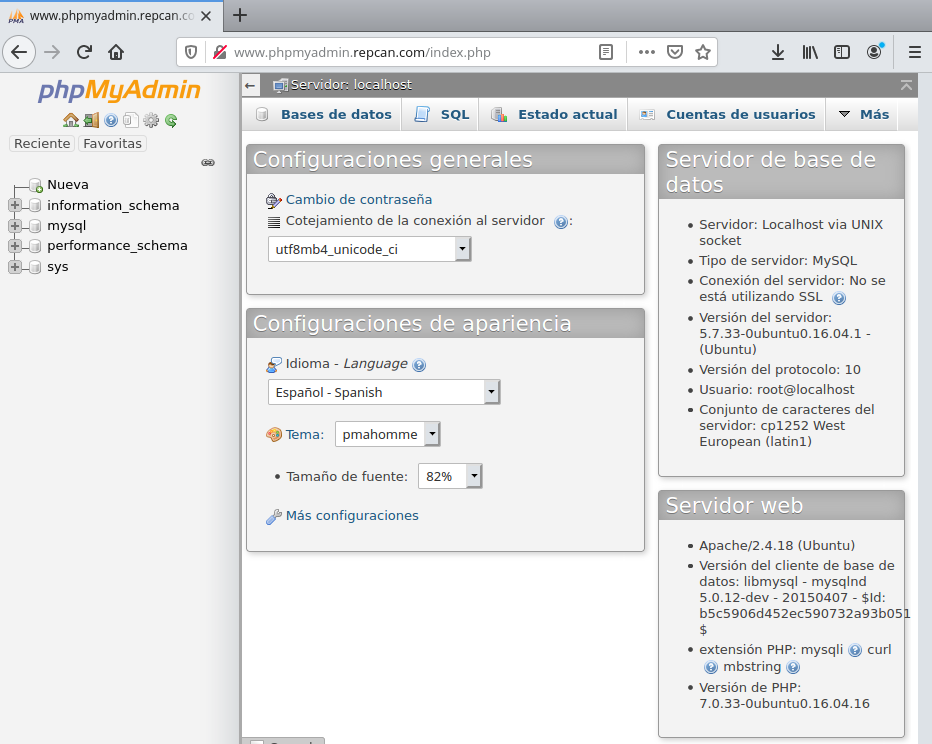 www.phpmyadmin.repcan.co
www.phpmyadmin.repcan.com/index.php
phpMyAdmin
Reciente Favoritas
Nueva
information_schema
mysql
performance_schema
sys
Servidor: localhost
Bases de datos SQL Estado actual Cuentas de usuarios Más
Configuraciones generales
Cambio de contraseña
Cotejamiento de la conexión al servidor :
utf8mb4_unicode_ci
Configuraciones de apariencia
Idioma - Language
Español - Spanish
Tema: pmahomme
• Tamaño de fuente: 82%
Más configuraciones
Servidor de base de
datos
• Servidor: Localhost via UNIX
socket
• Tipo de servidor: MySQL
• Conexión del servidor: No se
está utilizando SSL
• Versión del servidor:
5.7.33-0ubuntu0.16.04.1 -
(Ubuntu)
• Versión del protocolo: 10
• Usuario: root@localhost
• Conjunto de caracteres del
servidor: cp1252 West
European (latin1)
Servidor web
• Apache/2.4.18 (Ubuntu)
• Versión del cliente de base de
datos: libmysql - mysqlnd
5.0.12-dev - 20150407 - $Id:
b5c5906d452ec590732a93b051
$
• extensión PHP: mysqli curl
mbstring
• Versión de PHP:
7.0.33-0ubuntu0.16.04.16